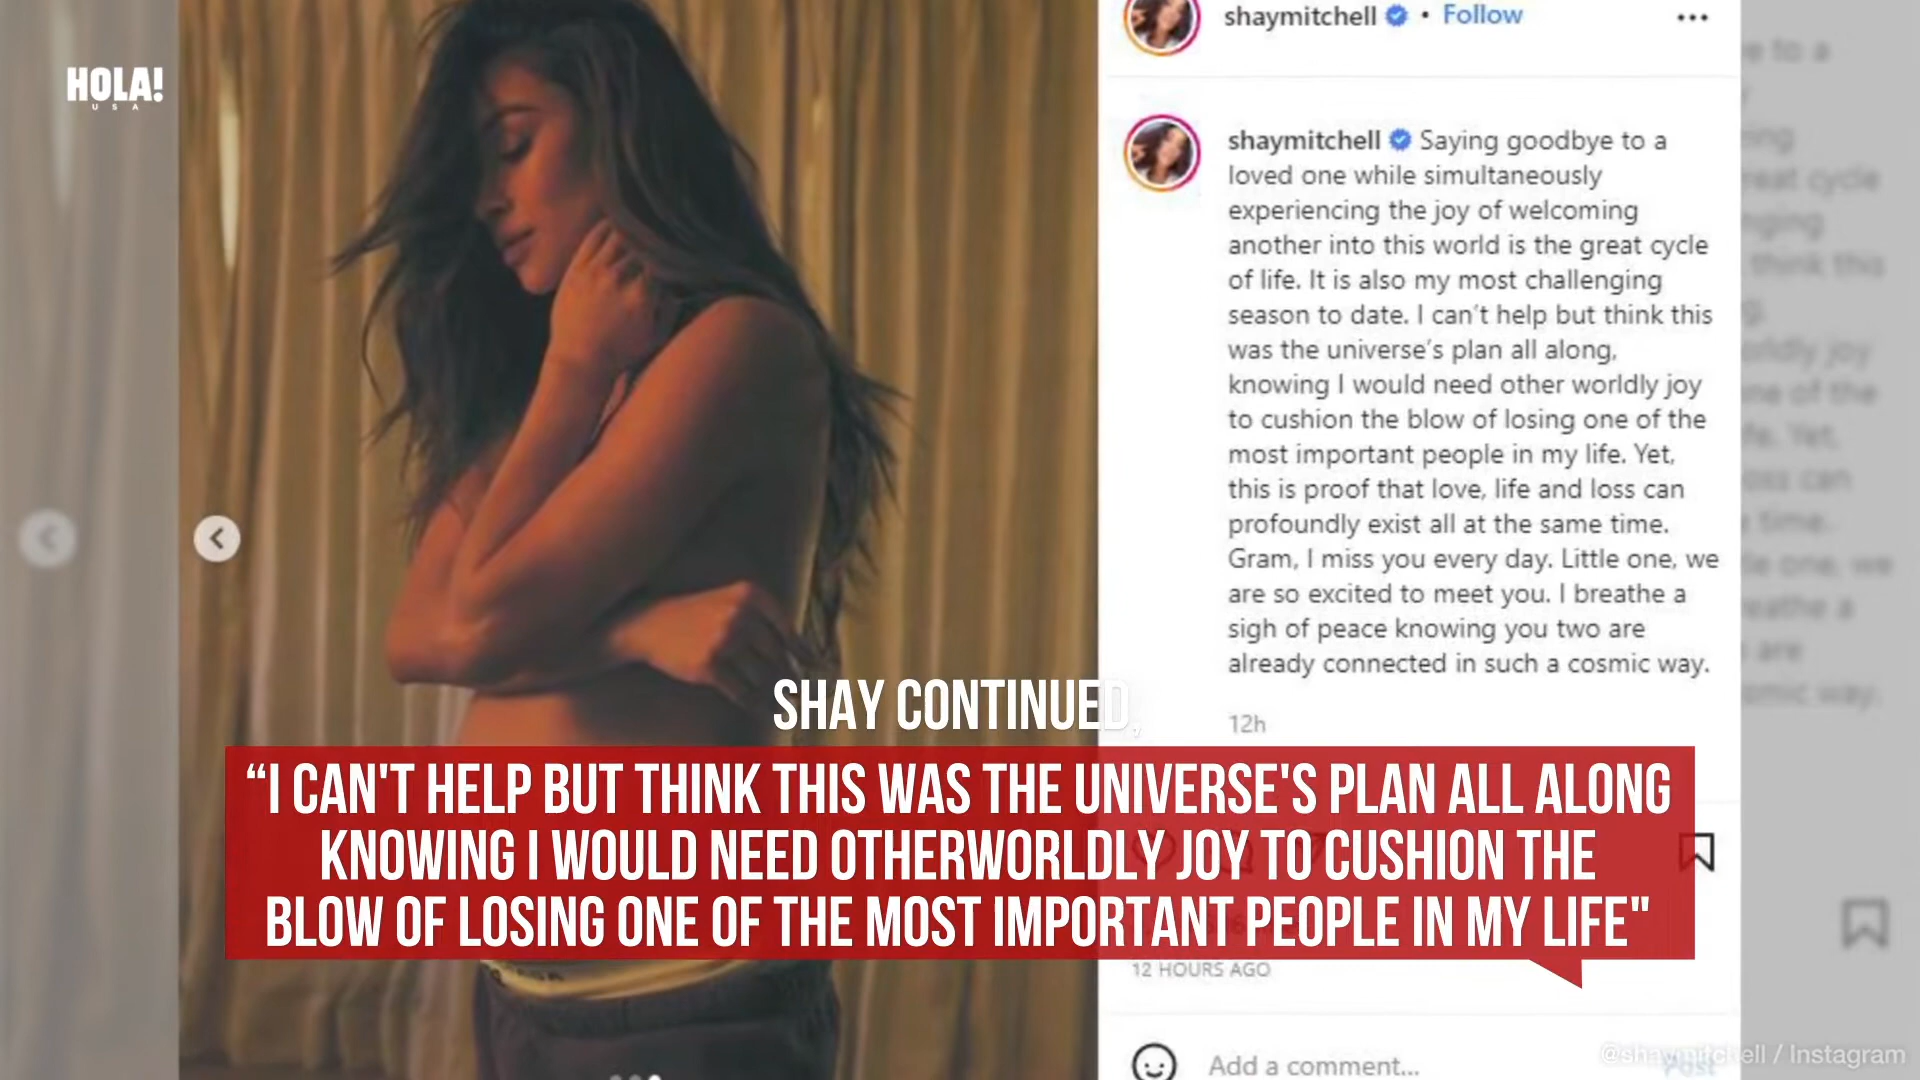 HOLA!
USA
shaymitchell • Follow
shaymitchell Saying goodbye to a
loved one while simultaneously
experiencing the joy of welcoming
another into this world is the great cycle
of life. It is also my most challenging
season to date. I can't help but think this
was the universe's plan all along,
knowing I would need other worldly joy
to cushion the blow of losing one of the
most important people in my life. Yet,
this is proof that love, life and loss can
profoundly exist all at the same time.
Gram, I miss you every day. Little one, we
are so excited to meet you. I breathe a
sigh of peace knowing you two are
already connected in such a cosmic way.
12h
SHAY CONTINUED,
“I CAN'T HELP BUT THINK THIS WAS THE UNIVERSE'S PLAN ALL ALONG
KNOWING I WOULD NEED OTHERWORLDLY JOY TO CUSHION THE
BLOW OF LOSING ONE OF THE MOST IMPORTANT PEOPLE IN MY LIFE"
12 HOURS AGO
Add a comment...
Post
@shaymitchell / Instagram